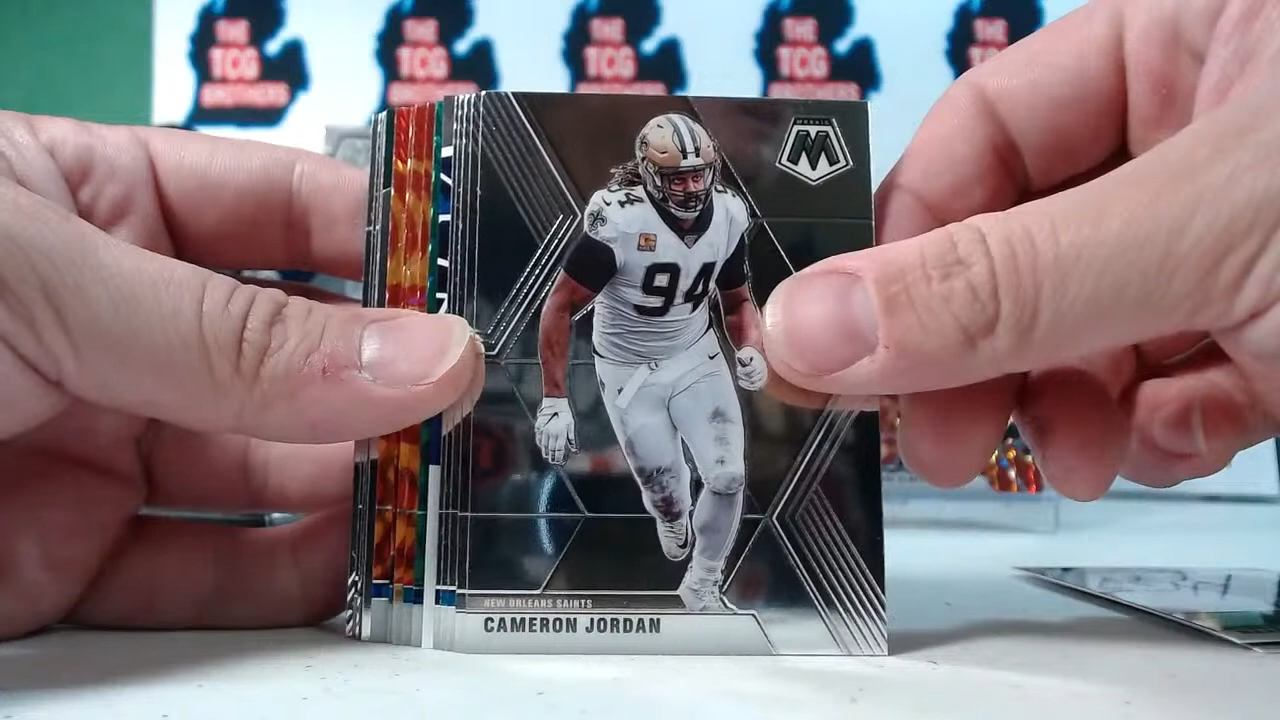 THE
TCG
BROTHERS
THE
TCG
BROTHERS
THE
TCG
BROTHERS
THE
TCG
BROTHERS
THE
TCG
MOSAIC
M
94
94
NEW ORLEANS SAINTS
CAMERON JORDAN